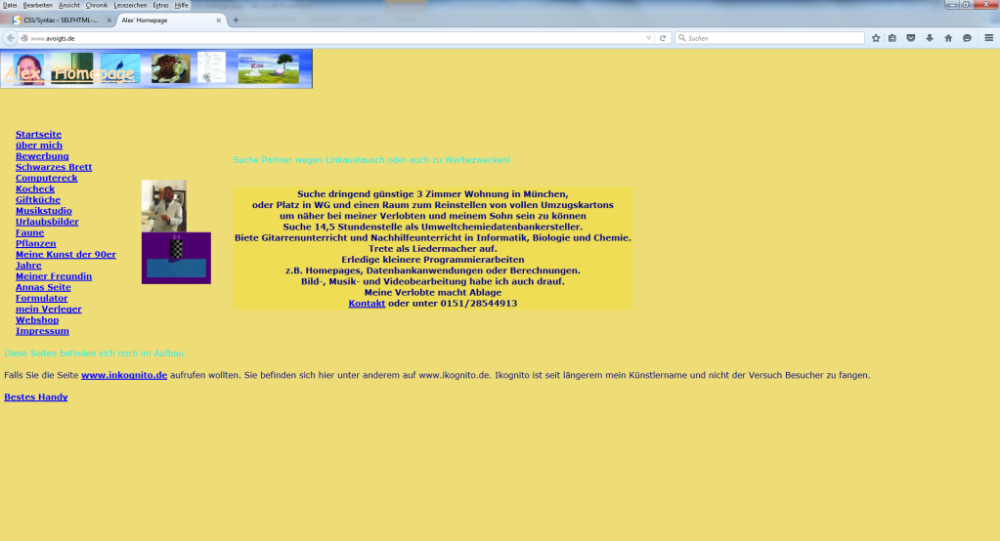 Datei Bearbeiten Ansicht Chronik Lesezeichen Extras Hilfe
CSS/Syntax – SELFHTML-...
Alex' Homepage
www.avoigts.de
Suchen
Alex' Homepage
Startseite
über mich
Bewerbung
Schwarzes Brett
Computereck
Kocheck
Giftküche
Musikstudio
Urlaubsbilder
Faune
Pflanzen
Meine Kunst der 90er
Jahre
Meiner Freundin
Annas Seite
Formulator
mein Verleger
Webshop
Impressum
Suche Partner wegen Linkaustausch oder auch zu Werbezwecken!
Suche dringend günstige 3 Zimmer Wohnung in München,
oder Platz in WG und einen Raum zum Reinstellen von vollen Umzugskartons
um näher bei meiner Verlobten und meinem Sohn sein zu können
Suche 14,5 Stundenstelle als Umweltchemiedatenbankersteller.
Biete Gitarrenunterricht und Nachhilfeunterricht in Informatik, Biologie und Chemie.
Trete als Liedermacher auf.
Erledige kleinere Programmierarbeiten
z.B. Homepages, Datenbankanwendungen oder Berechnungen.
Bild-, Musik- und Videobearbeitung habe ich auch drauf.
Meine Verlobte macht Ablage
Kontakt oder unter 0151/28544913
Diese Seiten befinden sich noch im Aufbau.
Falls Sie die Seite www.inkognito.de aufrufen wollten. Sie befinden sich hier unter anderem auf www.ikognito.de. Ikognito ist seit längerem mein Künstlername und nicht der Versuch Besucher zu fangen.
Bestes Handy